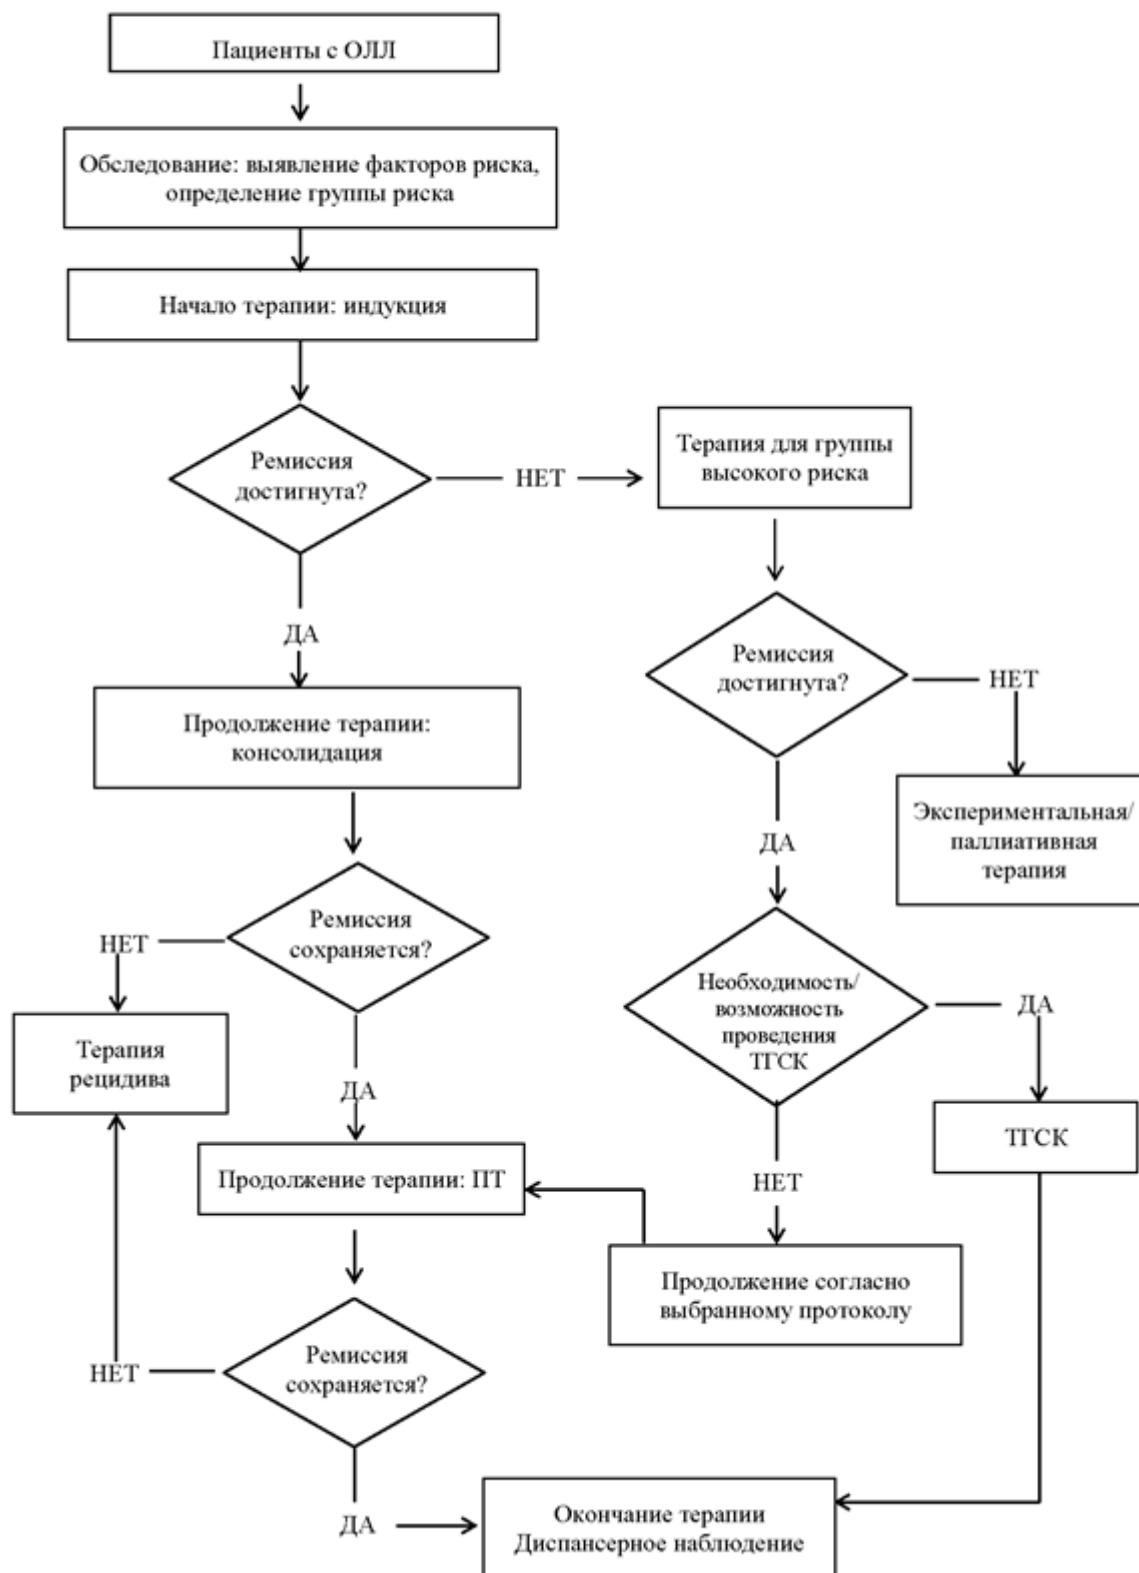 Пациенты с ОЛЛ
Обследование: выявление факторов риска,
определение группы риска
Начало терапии: индукция
Ремиссия
достигнута?
НЕТ
Терапия для группы
высокого риска
ДА
Ремиссия
достигнута?
НЕТ
Продолжение терапии:
консолидация
Экспериментальная/
паллиативная
терапия
ДА
Ремиссия
сохраняется?
НЕТ
Необходимость/
возможность
проведения
ТГСК
ДА
Терапия
рецидива
ДА
ТГСК
Продолжение терапии: ПТ
НЕТ
Продолжение согласно
выбранному протоколу
Ремиссия
сохраняется?
НЕТ
ДА
Окончание терапии
Диспансерное наблюдение